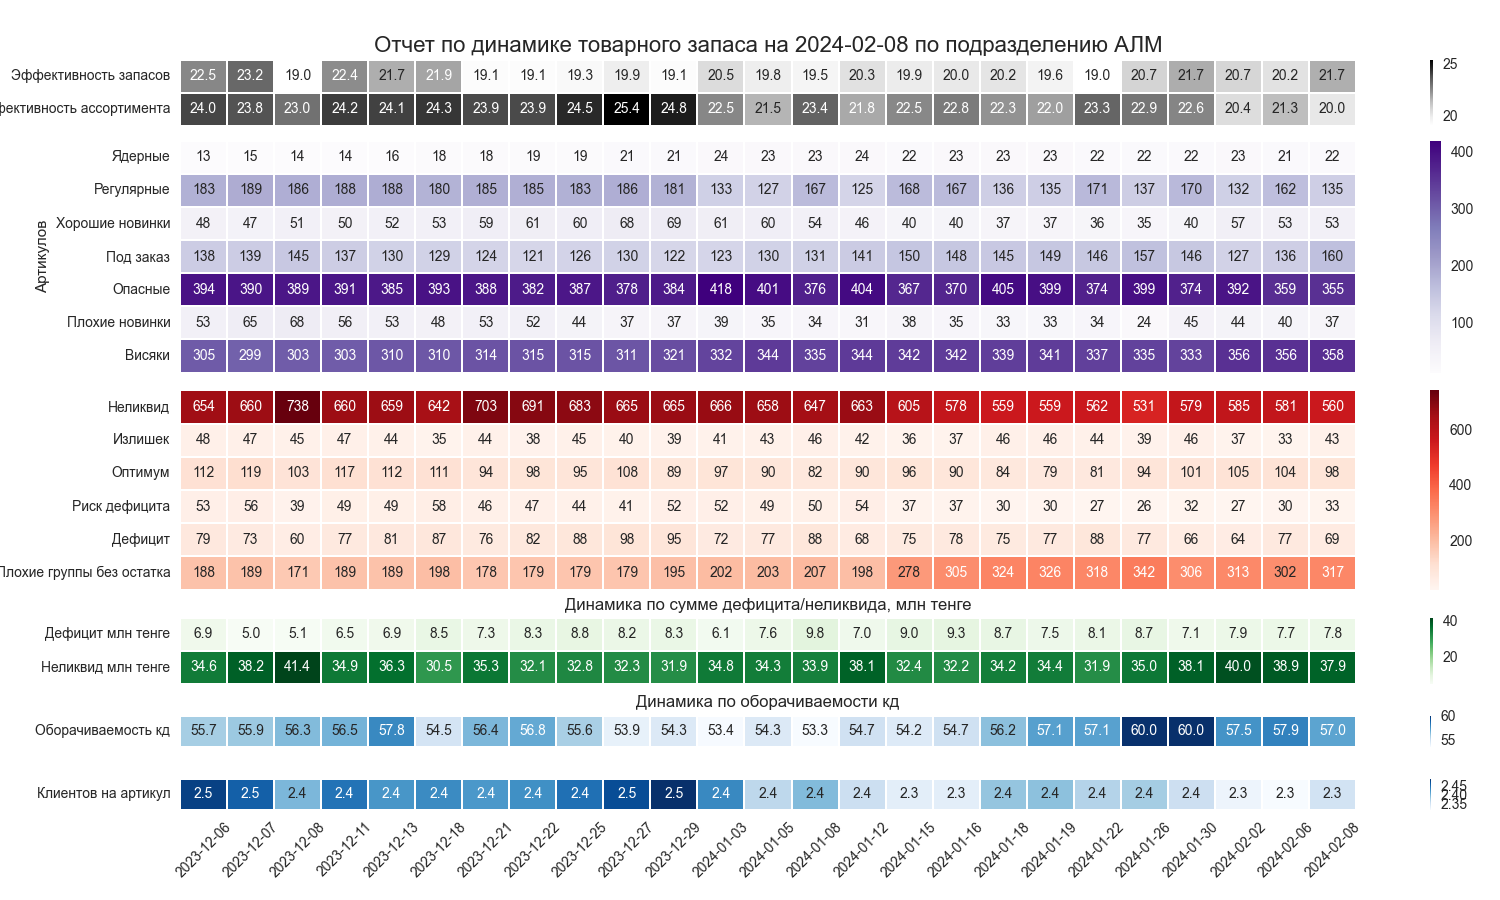 Отчет по динамике товарного запаса на 2024-02-08 по подразделению АЛМ
Эффективность запасов 22.5 23.2 19.0 22.4 21.7 21.9 19.1 19.1 19.3 19.9 19.1 20.5 19.8 19.5 20.3 19.9 20.0 20.2 19.6 19.0 20.7 21.7 20.7 20.2 21.7
фективность ассортимента 24.0 23.8 23.0 24.2 24.1 24.3 23.9 23.9 24.5 25.4 24.8 22.5 21.5 23.4 21.8 22.5 22.8 22.3 22.0 23.3 22.9 22.6 20.4 21.3 20.0
25
20
Артикулов
Ядерные 13 15 14 14 16 18 18 19 19 21 21 24 23 23 24 22 23 23 23 22 22 22 23 21 22
Регулярные 183 189 186 188 188 180 185 185 183 186 181 133 127 167 125 168 167 136 135 171 137 170 132 162 135
Хорошие новинки 48 47 51 50 52 53 59 61 60 68 69 61 60 54 46 40 40 37 37 36 35 40 57 53 53
Под заказ 138 139 145 137 130 129 124 121 126 130 122 123 130 131 141 150 148 145 149 146 157 146 127 136 160
Опасные 394 390 389 391 385 393 388 382 387 378 384 418 401 376 404 367 370 405 399 374 399 374 392 359 355
Плохие новинки 53 65 68 56 53 48 53 52 44 37 37 39 35 34 31 38 35 33 33 34 24 45 44 40 37
Висяки 305 299 303 303 310 310 314 315 315 311 321 332 344 335 344 342 342 339 341 337 335 333 356 356 358
400
300
200
100
Неликвид 654 660 738 660 659 642 703 691 683 665 665 666 658 647 663 605 578 559 559 562 531 579 585 581 560
Излишек 48 47 45 47 44 35 44 38 45 40 39 41 43 46 42 36 37 46 46 44 39 46 37 33 43
Оптимум 112 119 103 117 112 111 94 98 95 108 89 97 90 82 90 96 90 84 79 81 94 101 105 104 98
Риск дефицита 53 56 39 49 49 58 46 47 44 41 52 52 49 50 54 37 37 30 30 27 26 32 27 30 33
Дефицит 79 73 60 77 81 87 76 82 88 98 95 72 77 88 68 75 78 75 77 88 77 66 64 77 69
Плохие группы без остатка 188 189 171 189 189 198 178 179 179 179 195 202 203 207 198 278 305 324 326 318 342 306 313 302 317
600
400
200
Динамика по сумме дефицита/неликвида, млн тенге
Дефицит млн тенге 6.9 5.0 5.1 6.5 6.9 8.5 7.3 8.3 8.8 8.2 8.3 6.1 7.6 9.8 7.0 9.0 9.3 8.7 7.5 8.1 8.7 7.1 7.9 7.7 7.8
Неликвид млн тенге 34.6 38.2 41.4 34.9 36.3 30.5 35.3 32.1 32.8 32.3 31.9 34.8 34.3 33.9 38.1 32.4 32.2 34.2 34.4 31.9 35.0 38.1 40.0 38.9 37.9
40
20
Динамика по оборачиваемости кд
Оборачиваемость кд 55.7 55.9 56.3 56.5 57.8 54.5 56.4 56.8 55.6 53.9 54.3 53.4 54.3 53.3 54.7 54.2 54.7 56.2 57.1 57.1 60.0 60.0 57.5 57.9 57.0
60
55
Клиентов на артикул 2.5 2.5 2.4 2.4 2.4 2.4 2.4 2.4 2.4 2.5 2.5 2.4 2.4 2.4 2.4 2.3 2.3 2.4 2.4 2.4 2.4 2.4 2.3 2.3 2.3
2.45
2.40
2.35
2023-12-06 2023-12-07 2023-12-08 2023-12-11 2023-12-13 2023-12-18 2023-12-21 2023-12-22 2023-12-25 2023-12-27 2023-12-29 2024-01-03 2024-01-05 2024-01-08 2024-01-12 2024-01-15 2024-01-16 2024-01-18 2024-01-19 2024-01-22 2024-01-26 2024-01-30 2024-02-02 2024-02-06 2024-02-08